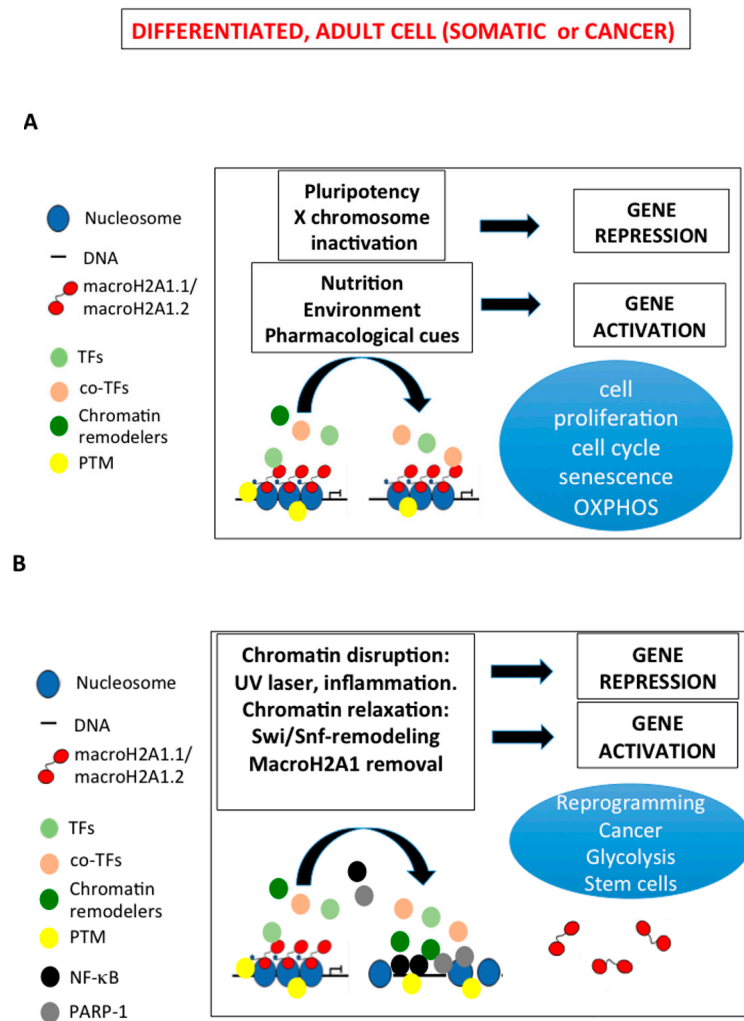 DIFFERENTIATED, ADULT CELL (SOMATIC or CANCER)
A
Nucleosome
DNA
macroH2A1.1/
macroH2A1.2
TFs
co-TFs
Chromatin
remodelers
PTM
Pluripotency
X chromosome
inactivation
GENE
REPRESSION
Nutrition
Environment
Pharmacological cues
GENE
ACTIVATION
cell
proliferation
cell cycle
senescence
OXPHOS
B
Nucleosome
DNA
macroH2A1.1/
macroH2A1.2
TFs
co-TFs
Chromatin
remodelers
PTM
NF-κB
PARP-1
Chromatin disruption:
UV laser, inflammation.
Chromatin relaxation:
Swi/Snf-remodeling
MacroH2A1 removal
GENE
REPRESSION
GENE
ACTIVATION
Reprogramming
Cancer
Glycolysis
Stem cells